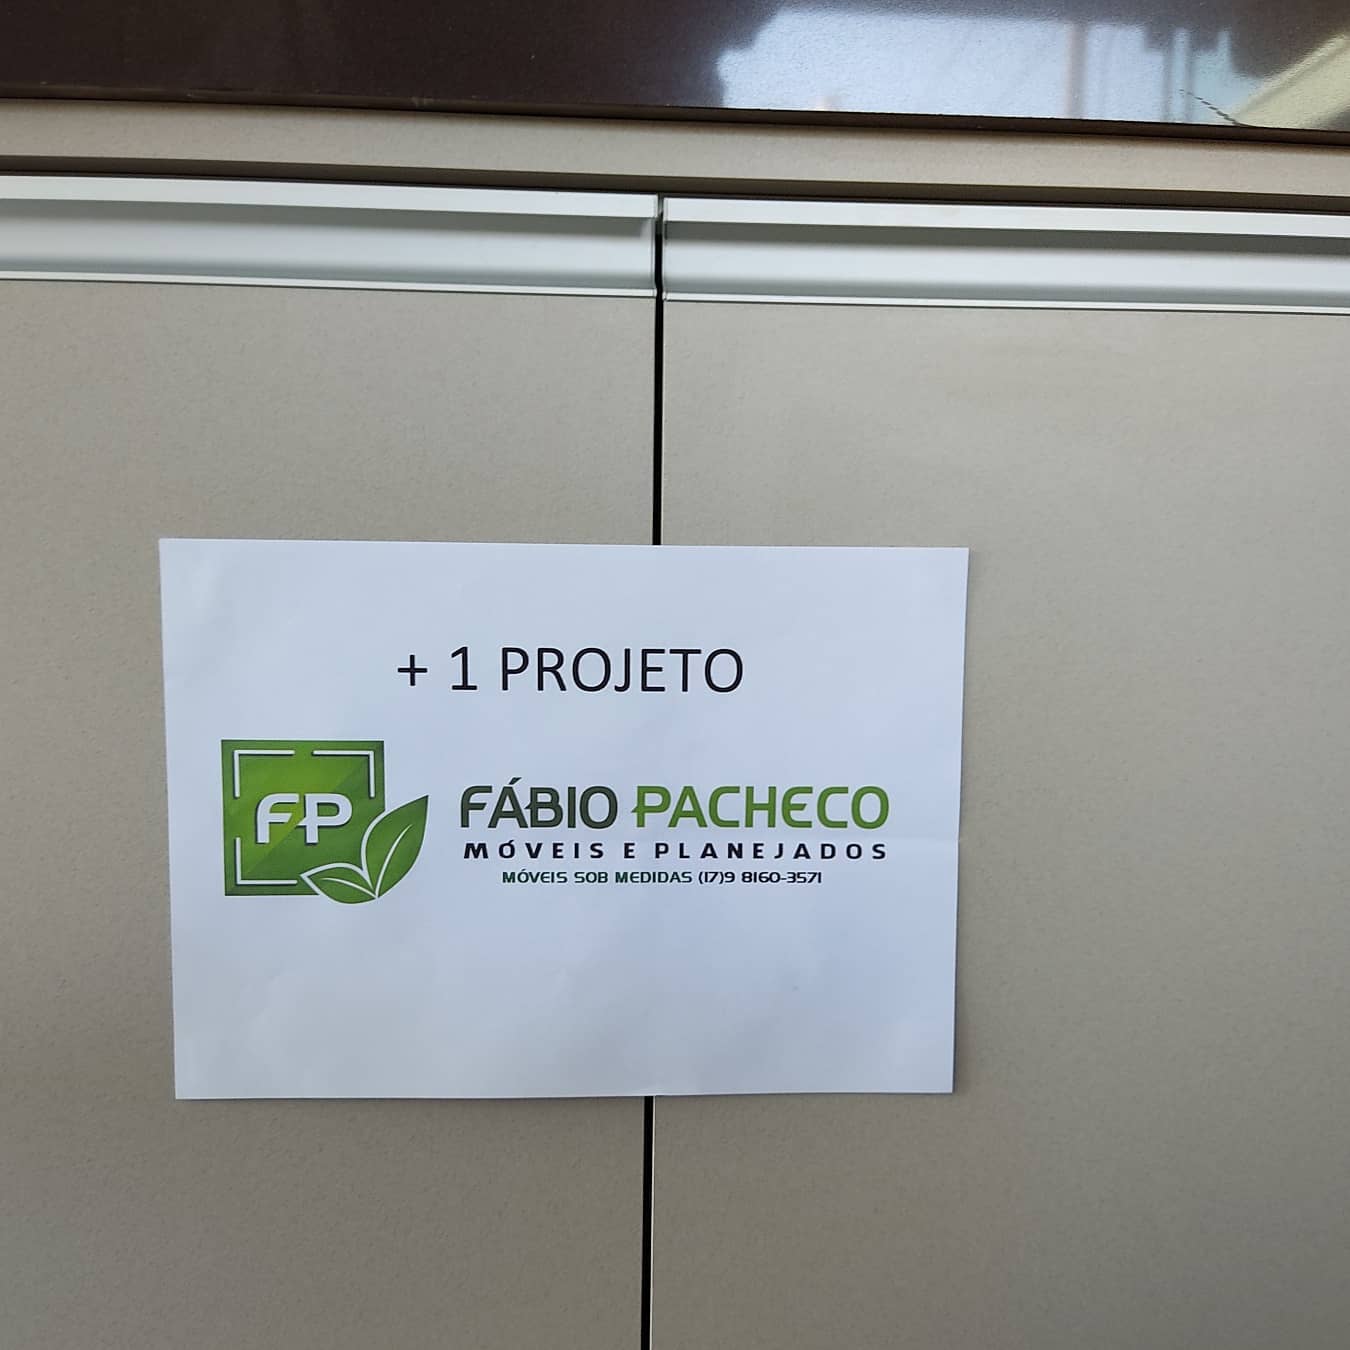 + 1 PROJETO
FP
FÁBIO PACHECO
MÓVEIS E PLANEJADOS
MÓVEIS SOB MEDIDAS (17)9 8160-3571